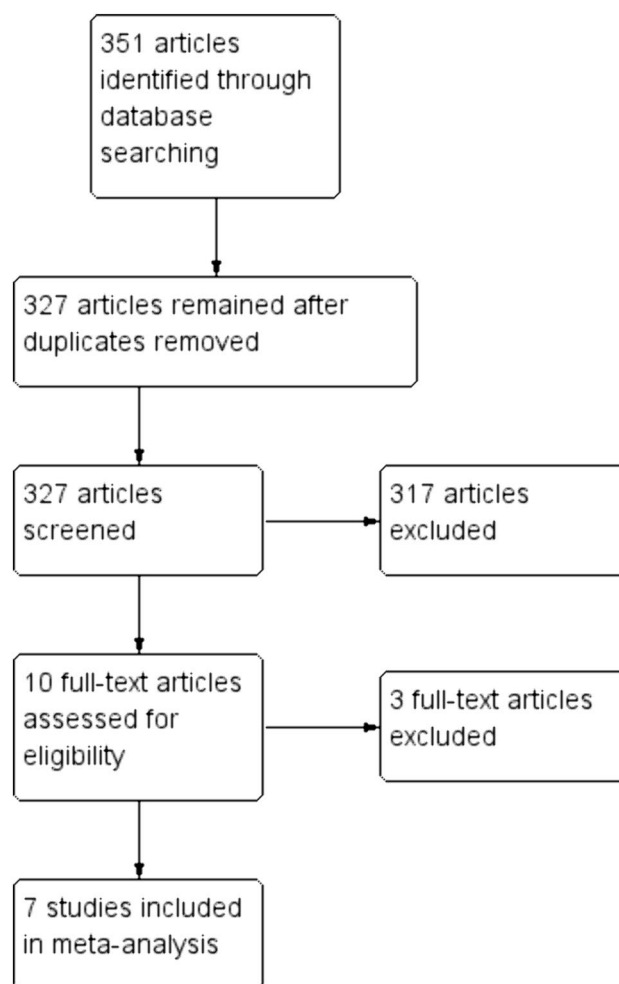 351 articles
identified through
database
searching
327 articles remained after
duplicates removed
327 articles
screened
317 articles
excluded
10 full-text articles
assessed for
eligibility
3 full-text articles
excluded
7 studies included
in meta-analysis